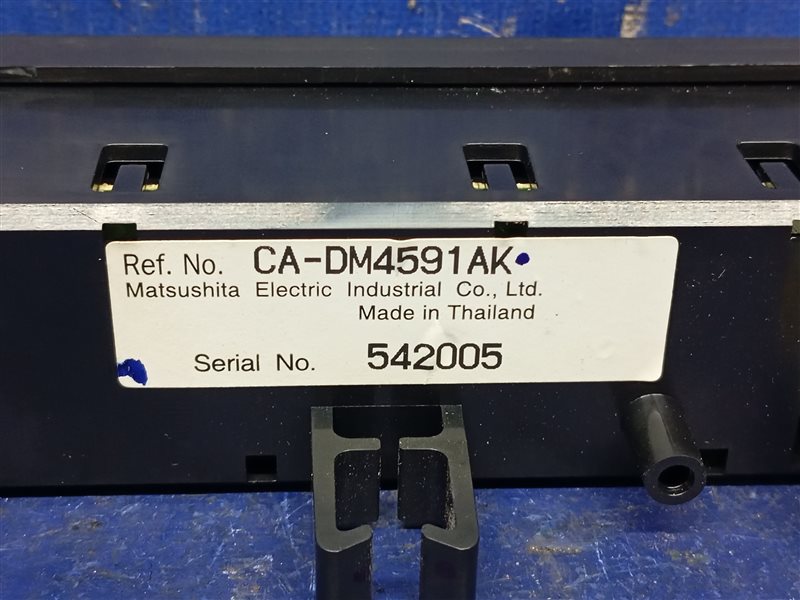 Ref. No. CA-DM4591AK
Matsushita Electric Industrial Co., Ltd.
Made in Thailand
Serial No. 542005